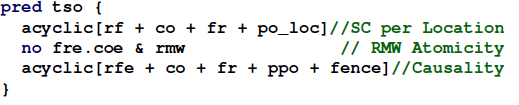 pred tso {
acyclic[rf + co + fr + po_loc]//SC per Location
no fre.coe & rmw // RMW Atomicity
acyclic[rfe + co + fr + ppo + fence]//Causality
}